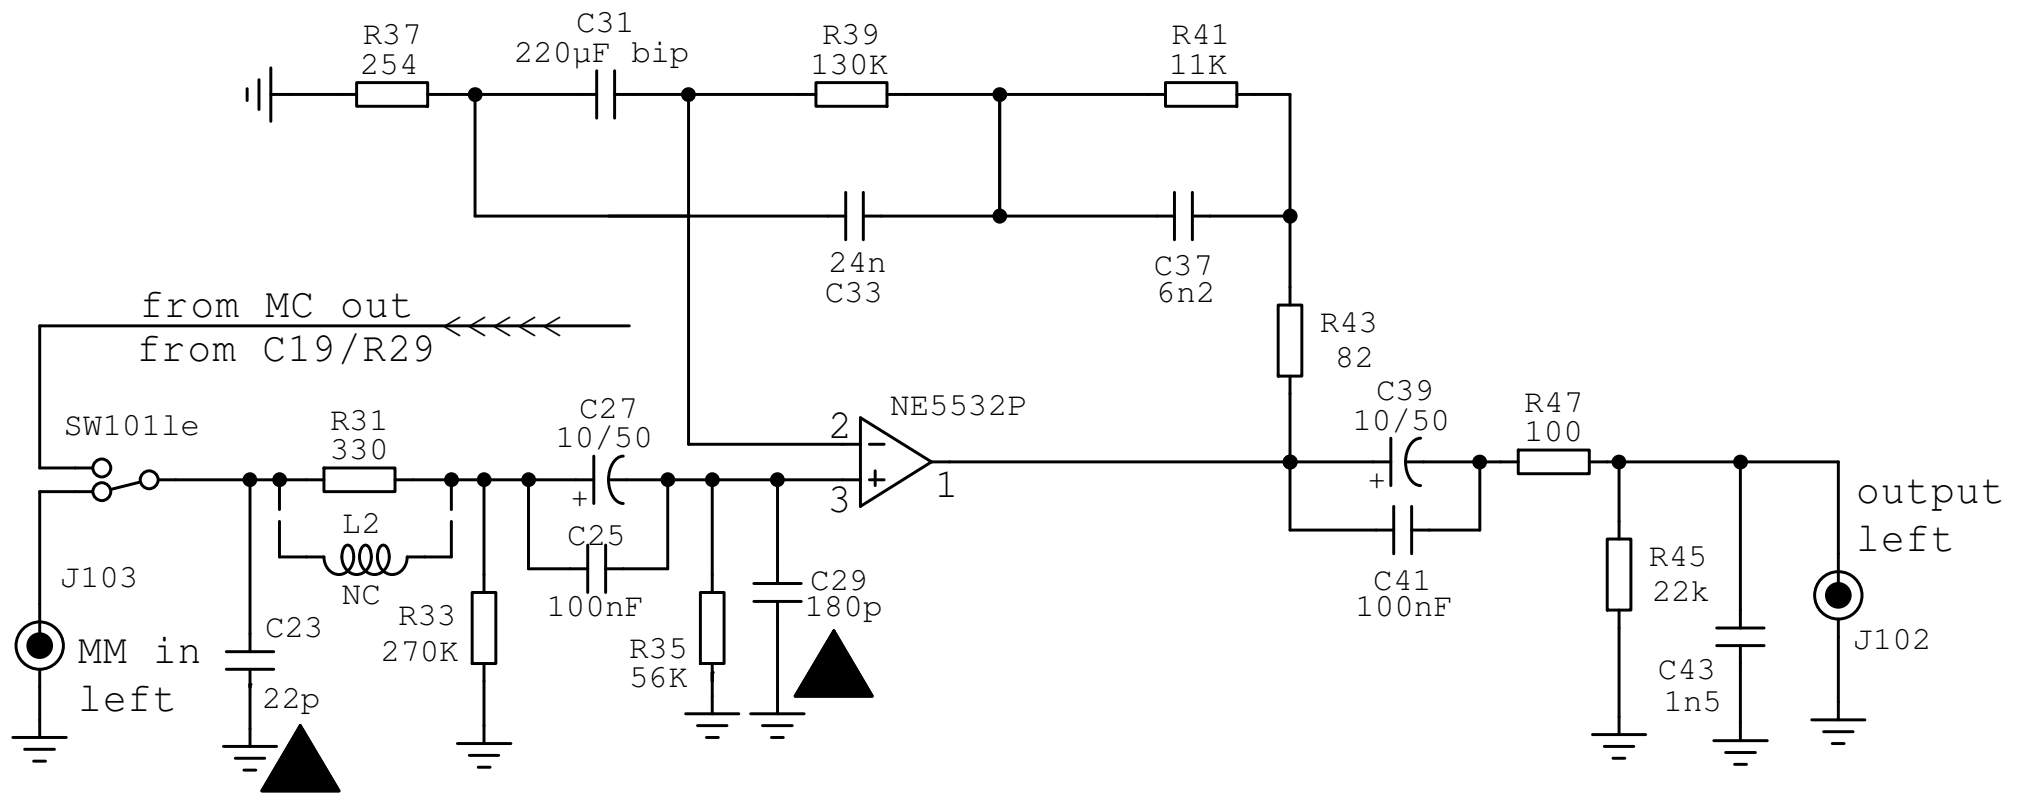 R37
254
C31
220µF bip
R39
130K
R41
11K
24n
C33
C37
6n2
from MC out
from C19/R29
R43
82
SW101le
R31
330
C27
10/50
+
2
NE5532P
3
1
C39
10/50
+
R47
100
L2
NC
C25
100nF
C29
180p
C41
100nF
output
left
J103
MM in
left
C23
22p
R33
270K
R35
56K
R45
22k
C43
1n5
J102